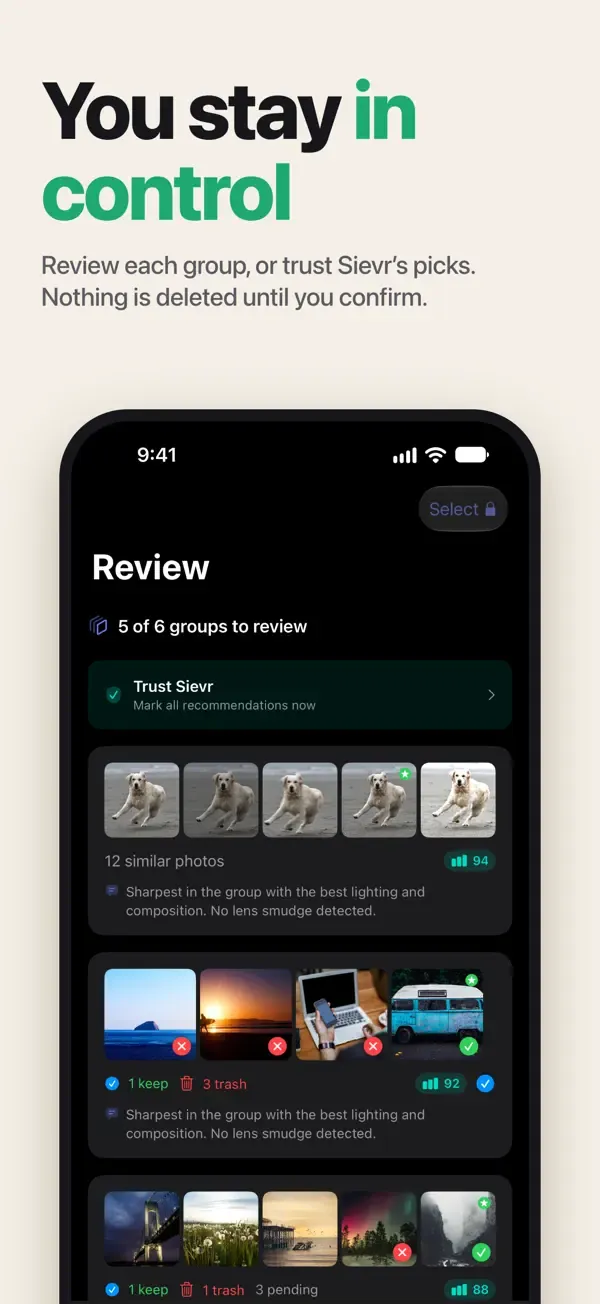 You stay in
control
Review each group, or trust Sievr’s picks.
Nothing is deleted until you confirm.
9:41
Select
Review
5 of 6 groups to review
Trust Sievr
Mark all recommendations now
12 similar photos
94
Sharpest in the group with the best lighting and
composition. No lens smudge detected.
1 keep 3 trash
92
Sharpest in the group with the best lighting and
composition. No lens smudge detected.
1 keep 1 trash 3 pending
88